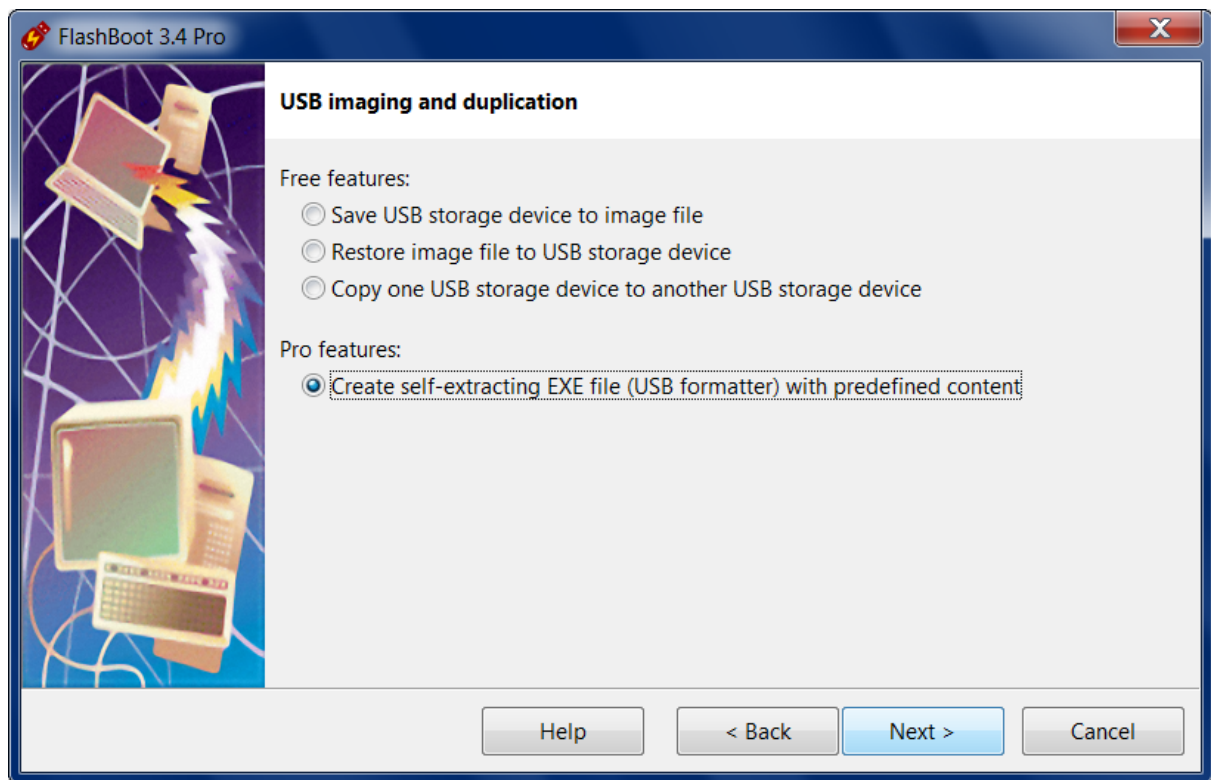 FlashBoot 3.4 Pro
USB imaging and duplication
Free features:
Save USB storage device to image file
Restore image file to USB storage device
Copy one USB storage device to another USB storage device
Pro features:
Create self-extracting EXE file (USB formatter) with predefined content
Help
< Back
Next >
Cancel